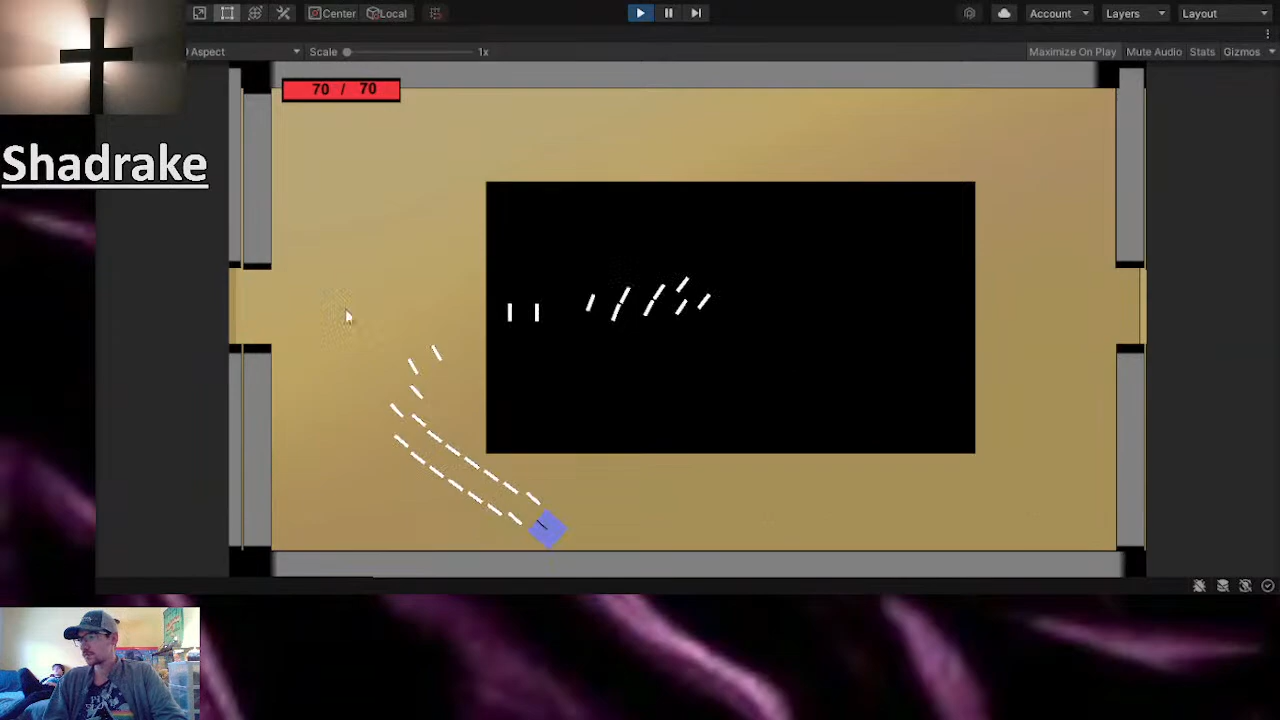 Center
Local
Account
Layers
Layout
Aspect
Scale
1x
Maximize On Play
Mute Audio
Stats
Gizmos
70 / 70
Shadrake